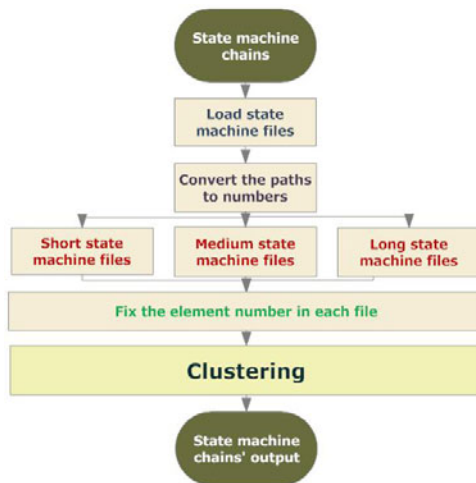 State machine
chains
Load state
machine files
Convert the paths
to numbers
Short state
machine files
Medium state
machine files
Long state
machine files
Fix the element number in each file
Clustering
State machine
chains' output